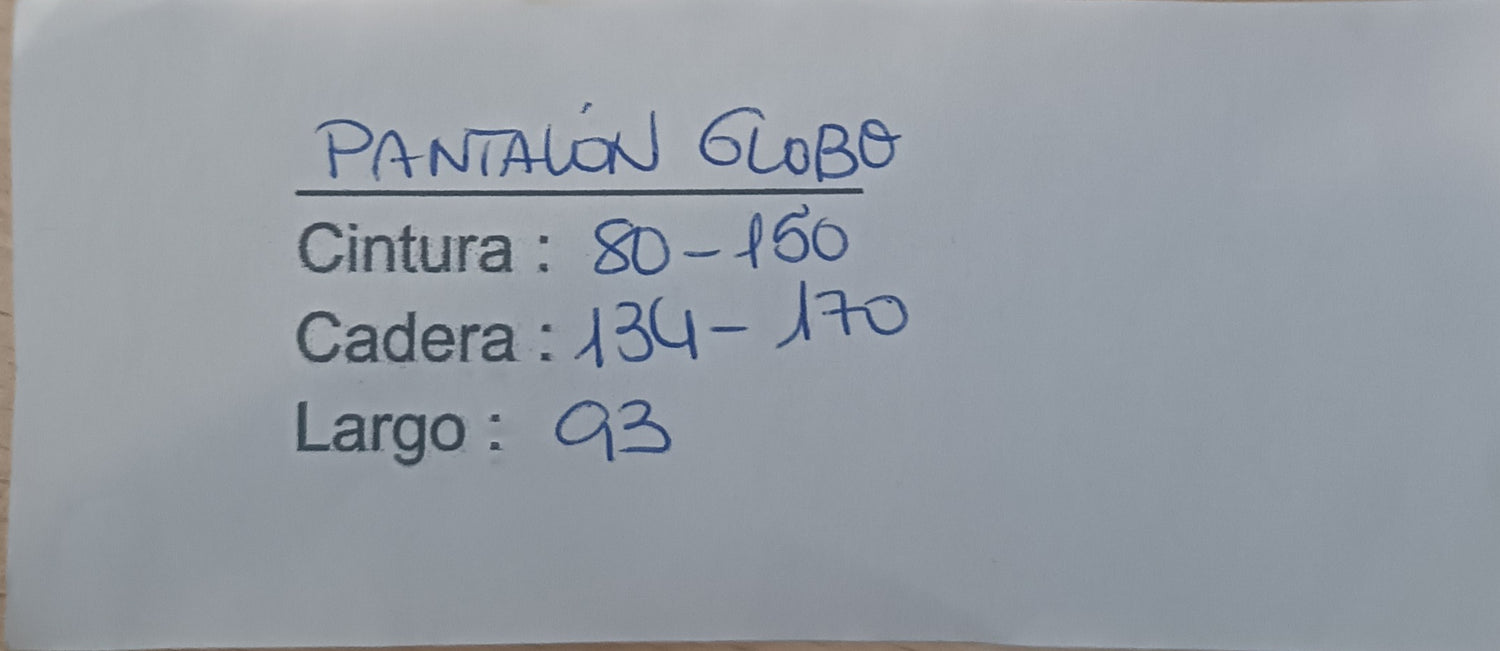 PANTALÓN GLOBO
Cintura : 80-150
Cadera : 134-170
Largo : 93